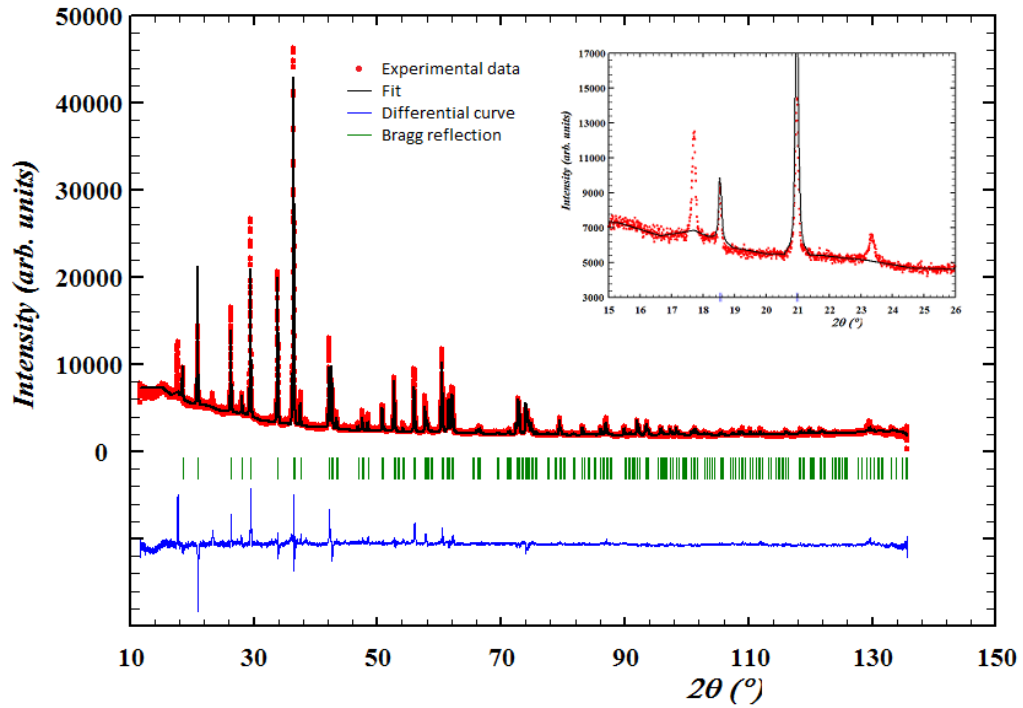 50000
40000
30000
20000
10000
0
Intensity (arb. units)
Experimental data
Fit
Differential curve
Bragg reflection
17000
15000
13000
11000
9000
7000
5000
3000
Intensity (arb. units)
15 16 17 18 19 20 21 22 23 24 25 26
2θ (°)
10 30 50 70 90 110 130 150
2θ (°)